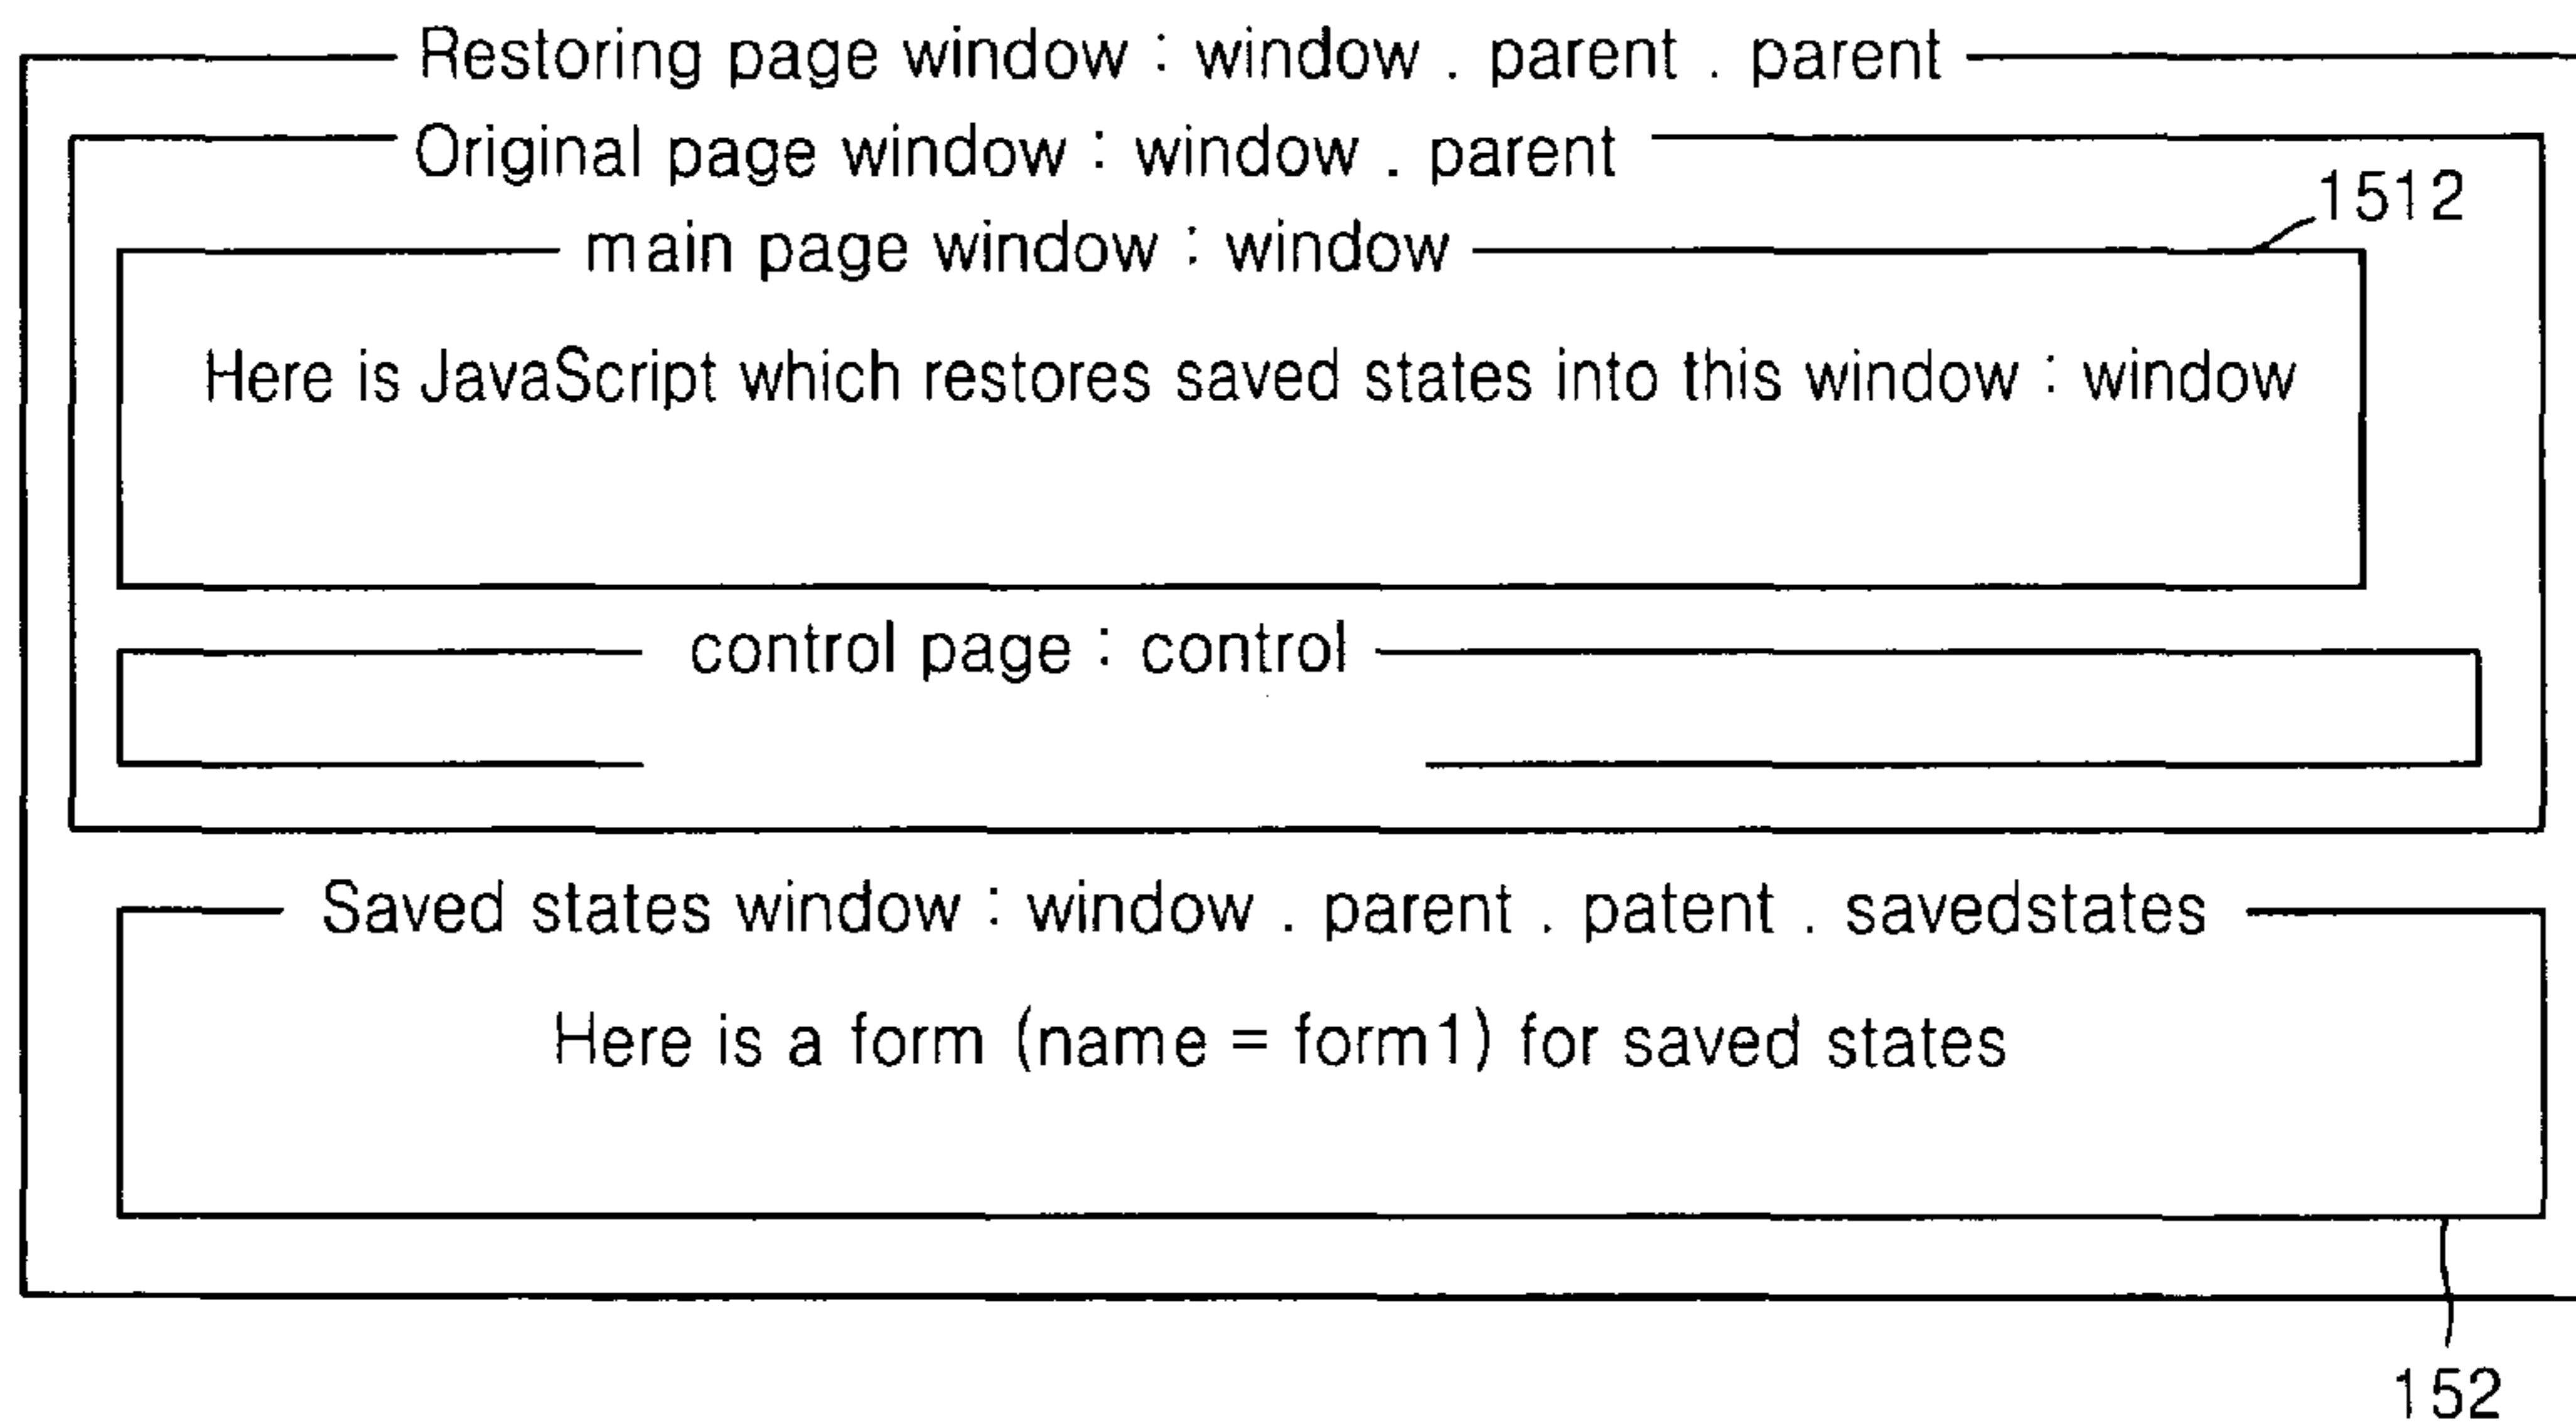 Restoring page window : window . parent . parent
Original page window : window . parent
1512
main page window : window
Here is JavaScript which restores saved states into this window : window
control page : control
Saved states window : window . parent . patent . savedstates
Here is a form (name = form1) for saved states
152